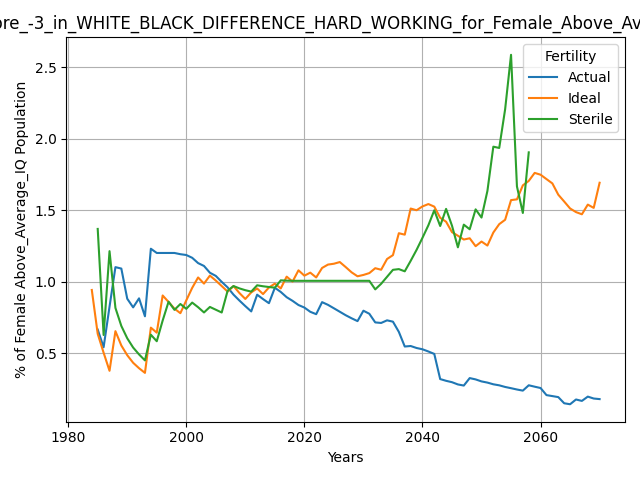 ore_-3_in_WHITE_BLACK_DIFFERENCE_HARD_WORKING_for_Female_Above_Av
Fertility
Actual
Ideal
Sterile
% of Female Above_Average_IQ Population
2.5
2.0
1.5
1.0
0.5
1980
2000
2020
2040
2060
Years